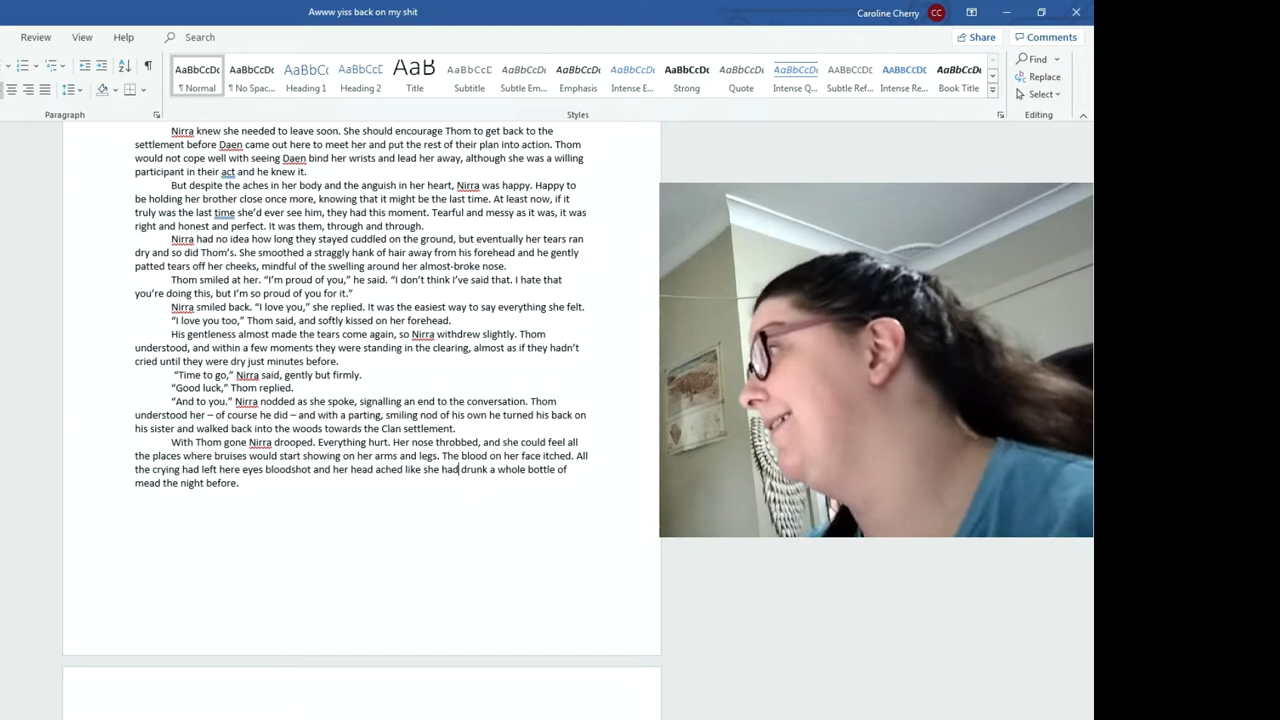 Awww yiss back on my shit
Caroline Cherry CC
Review View Help Search
Share Comments
AaBbCcDc AaBbCcDc AaBbCc AaBbCcE AaB AaBbCcD AaBbCcDc AaBbCcDc AaBbCcDc AaBbCcDc AaBbCcDc AaBbCcDc AABBCCDC AABBCCDC AaBbCcDc
¶ Normal ¶ No Spac... Heading 1 Heading 2 Title Subtitle Subtle Em... Emphasis Intense E... Strong Quote Intense Q... Subtle Ref... Intense Re... Book Title
Find
Replace
Select
Paragraph Styles Editing
Nirra knew she needed to leave soon. She should encourage Thom to get back to the
settlement before Daen came out here to meet her and put the rest of their plan into action. Thom
would not cope well with seeing Daen bind her wrists and lead her away, although she was a willing
participant in their act and he knew it.
But despite the aches in her body and the anguish in her heart, Nirra was happy. Happy to
be holding her brother close once more, knowing that it might be the last time. At least now, if it
truly was the last time she’d ever see him, they had this moment. Tearful and messy as it was, it was
right and honest and perfect. It was them, through and through.
Nirra had no idea how long they stayed cuddled on the ground, but eventually her tears ran
dry and so did Thom’s. She smoothed a straggly hank of hair away from his forehead and he gently
patted tears off her cheeks, mindful of the swelling around her almost-broke nose.
Thom smiled at her. “I’m proud of you,” he said. “I don’t think I’ve said that. I hate that
you’re doing this, but I’m so proud of you for it.”
Nirra smiled back. “I love you,” she replied. It was the easiest way to say everything she felt.
“I love you too,” Thom said, and softly kissed on her forehead.
His gentleness almost made the tears come again, so Nirra withdrew slightly. Thom
understood, and within a few moments they were standing in the clearing, almost as if they hadn’t
cried until they were dry just minutes before.
“Time to go,” Nirra said, gently but firmly.
“Good luck,” Thom replied.
“And to you.” Nirra nodded as she spoke, signalling an end to the conversation. Thom
understood her – of course he did – and with a parting, smiling nod of his own he turned his back on
his sister and walked back into the woods towards the Clan settlement.
With Thom gone Nirra drooped. Everything hurt. Her nose throbbed, and she could feel all
the places where bruises would start showing on her arms and legs. The blood on her face itched. All
the crying had left here eyes bloodshot and her head ached like she had drunk a whole bottle of
mead the night before.